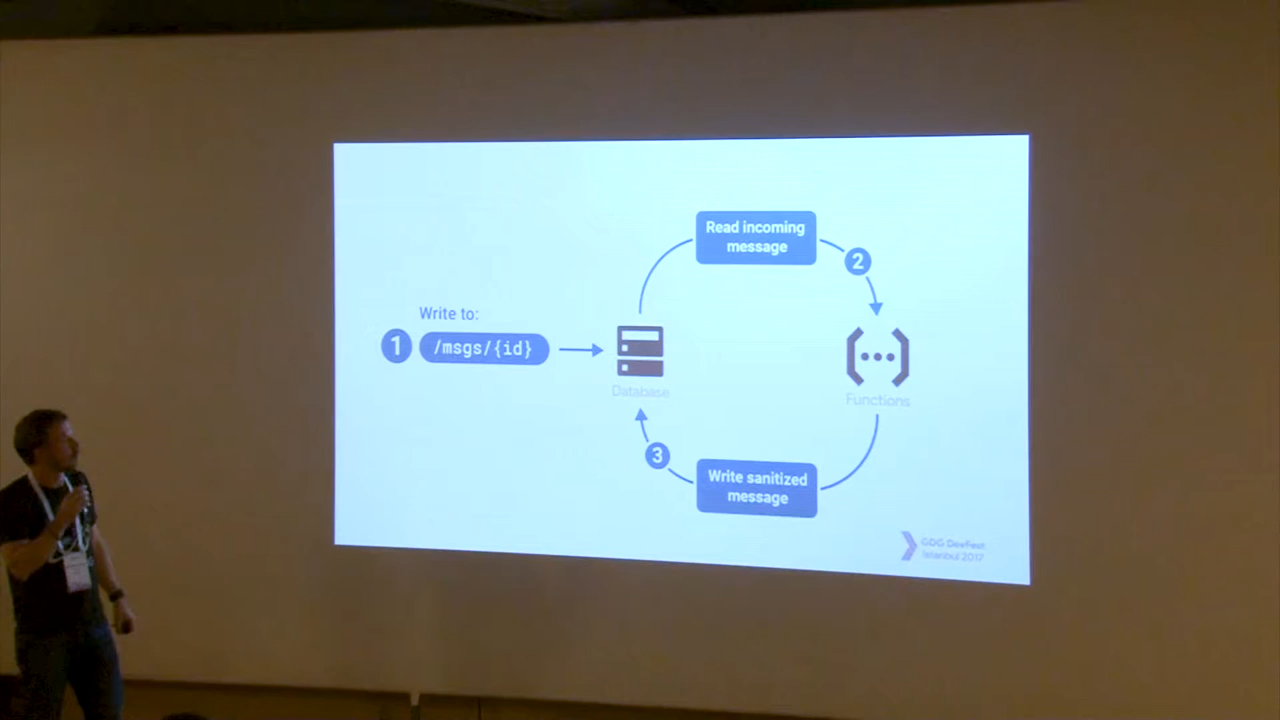 Read incoming
message
2
Write to:
1
/msgs/{id}
Database
Functions
3
Write sanitized
message
GDG DevFest
Istanbul 2017